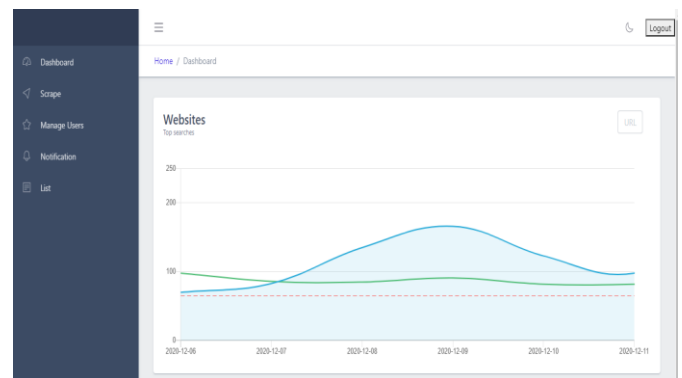 Logout
Dashboard
Home / Dashboard
Scrape
Manage Users
Notification
List
Websites
Top searches
URL
250
200
100
0
2020-12-06 2020-12-07 2020-12-08 2020-12-09 2020-12-10 2020-12-11